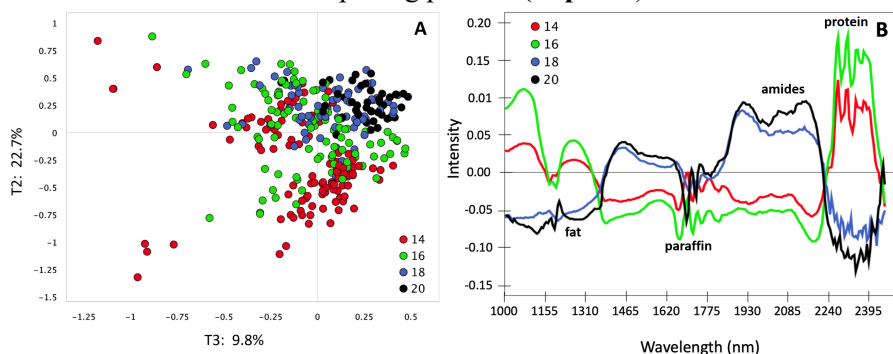 A
1
0.75
0.5
0.25
0
−0.25
−0.5
−0.75
−1
−1.25
−1.5
T2: 22.7%
−1.25 −1 −0.75 −0.5 −0.25 0 0.25 0.5
T3: 9.8%
14
16
18
20
B
0.20
0.15
0.10
0.05
0.00
-0.05
-0.10
-0.15
Intensity
14
16
18
20
protein
amides
fat
paraffin
1000 1155 1310 1465 1620 1775 1930 2085 2240 2395
Wavelength (nm)